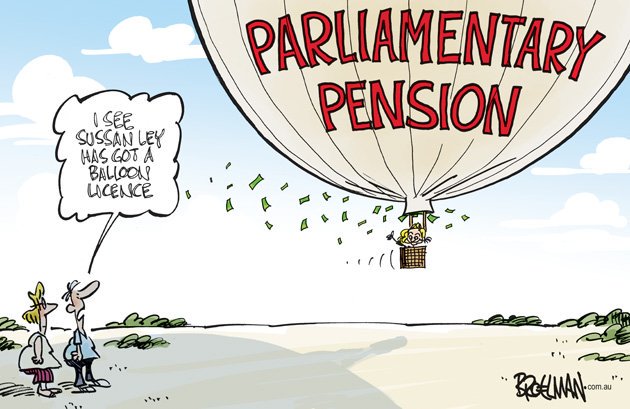 PARLIAMENTARY
PENSION
I SEE
SUSSAN LEY
HAS GOT A
BALLOON
LICENCE
BROELMAN.com.au